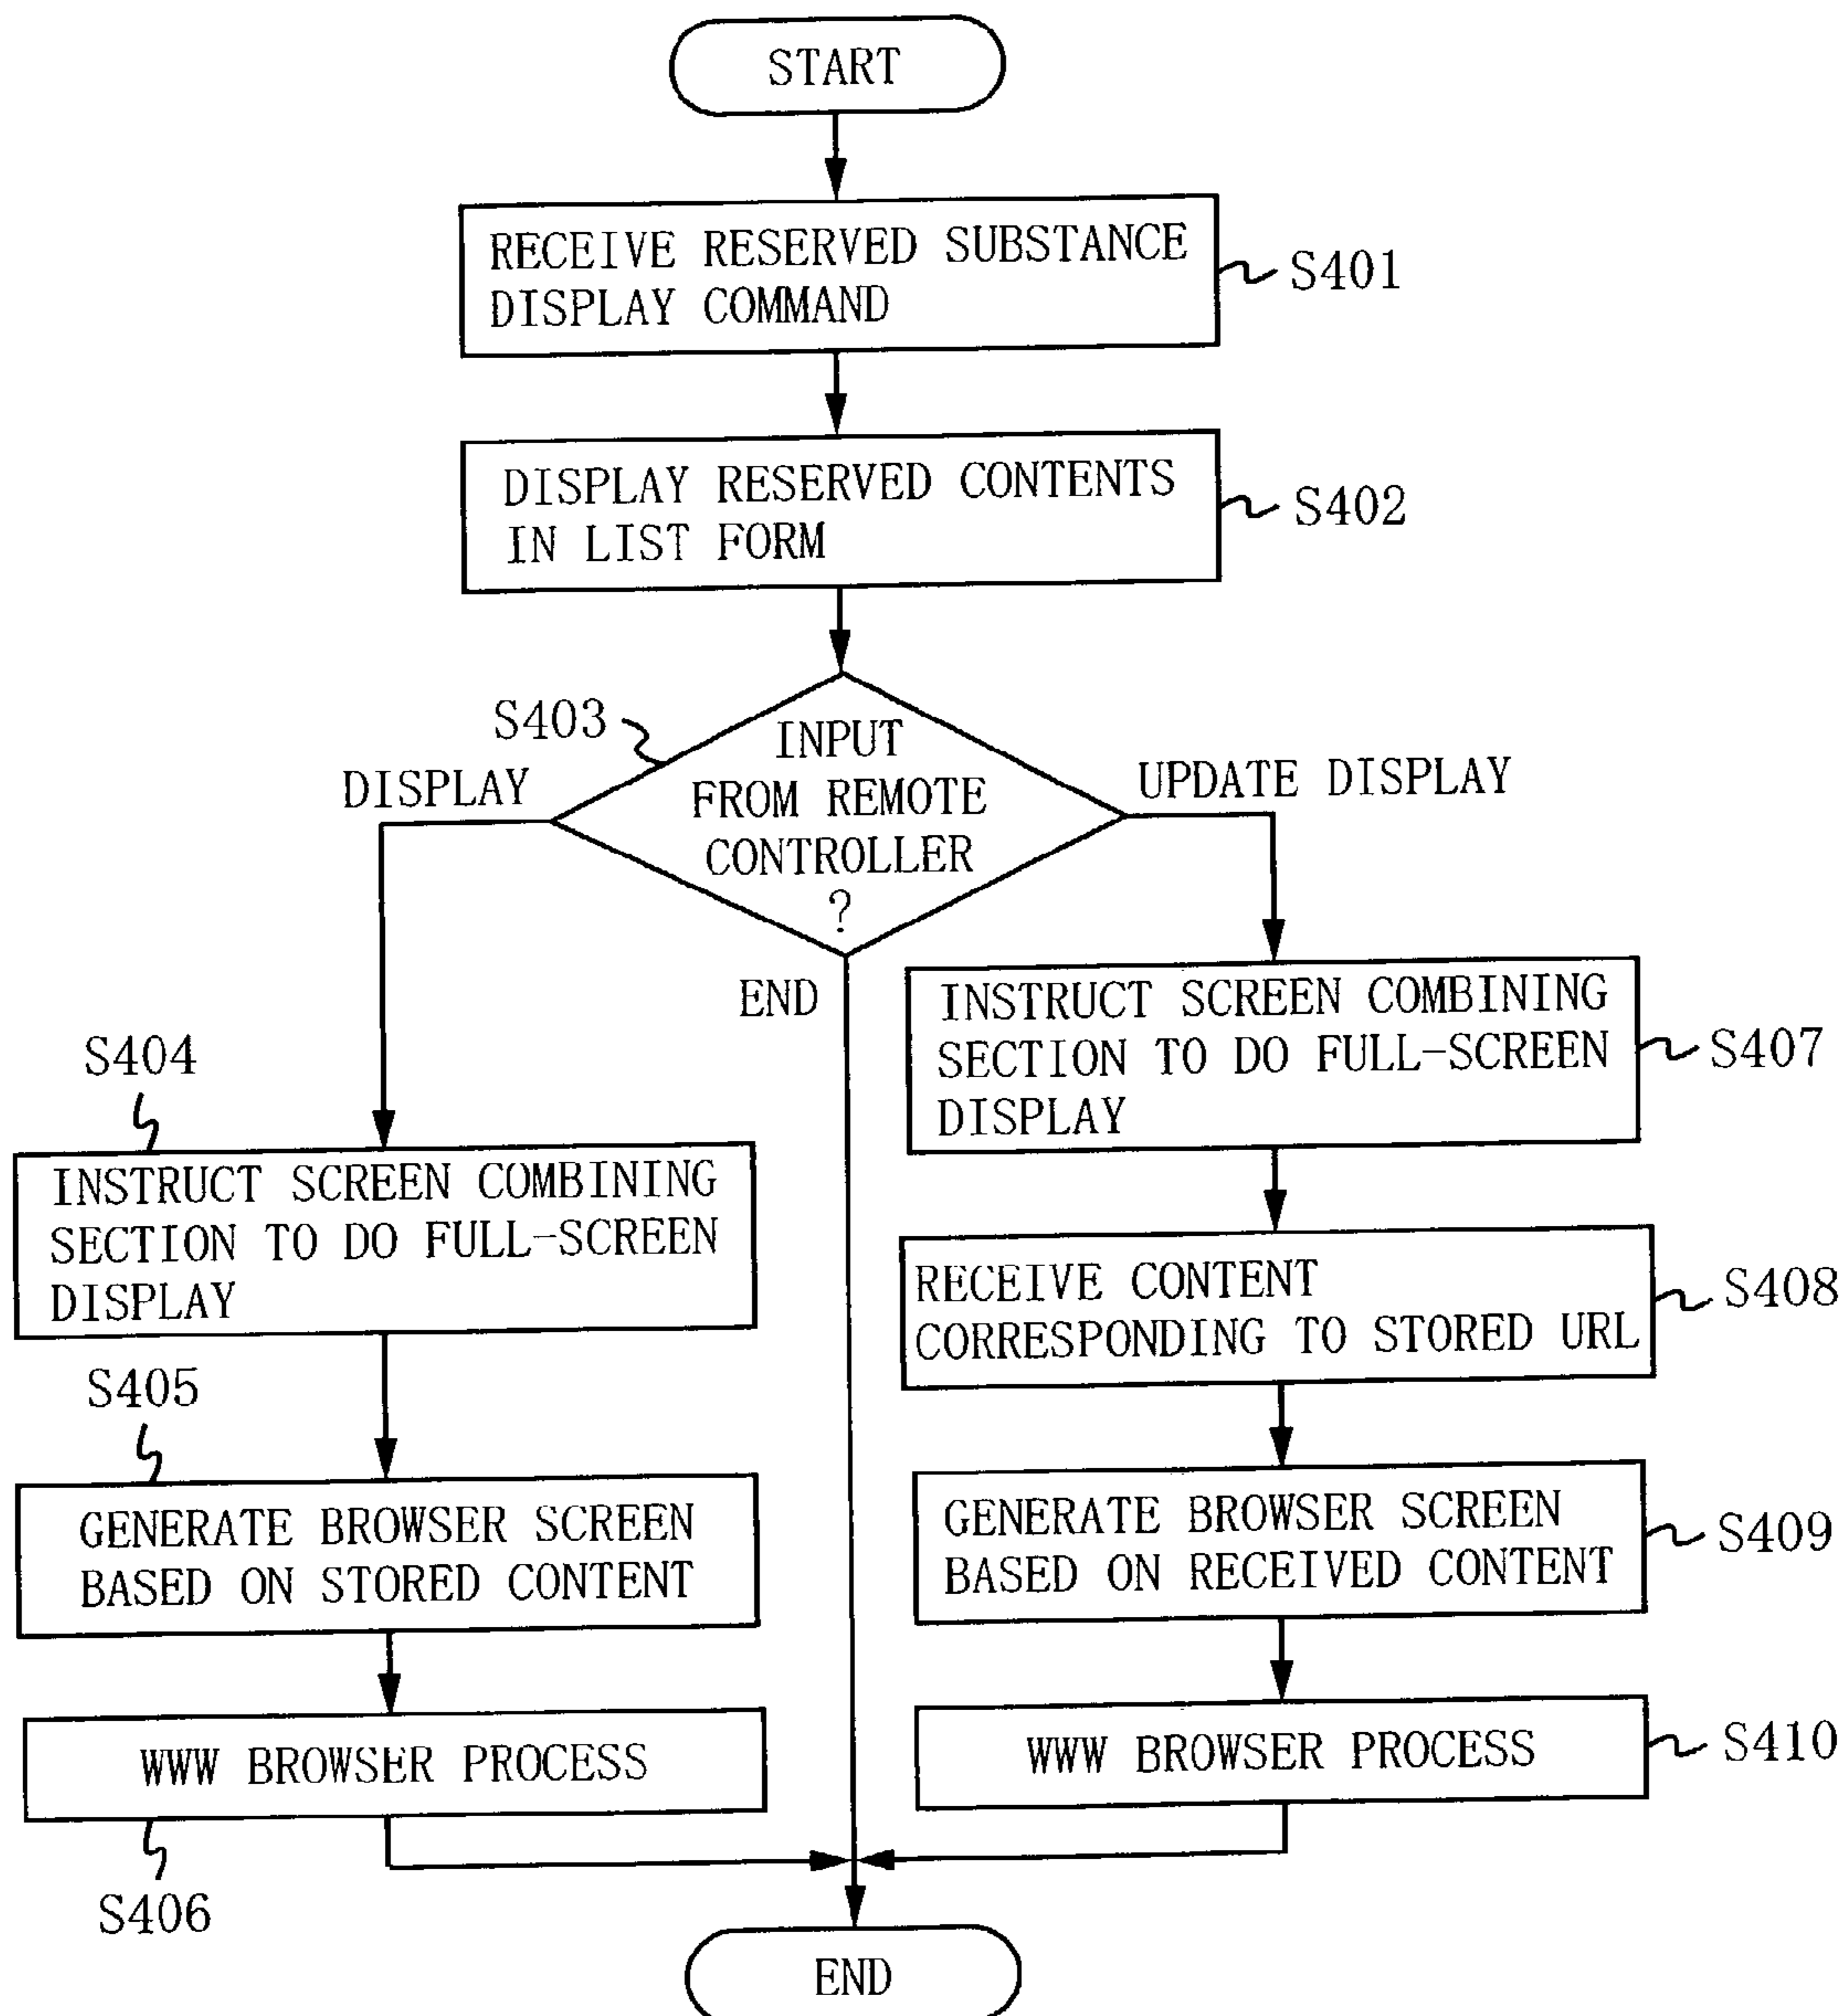 START
RECEIVE RESERVED SUBSTANCE
DISPLAY COMMAND
S401
DISPLAY RESERVED CONTENTS
IN LIST FORM
S402
S403
INPUT
FROM REMOTE
CONTROLLER
?
DISPLAY
UPDATE DISPLAY
END
S404
INSTRUCT SCREEN COMBINING
SECTION TO DO FULL-SCREEN
DISPLAY
S405
GENERATE BROWSER SCREEN
BASED ON STORED CONTENT
WWW BROWSER PROCESS
S406
INSTRUCT SCREEN COMBINING
SECTION TO DO FULL-SCREEN
DISPLAY
S407
RECEIVE CONTENT
CORRESPONDING TO STORED URL
S408
GENERATE BROWSER SCREEN
BASED ON RECEIVED CONTENT
S409
WWW BROWSER PROCESS
S410
END